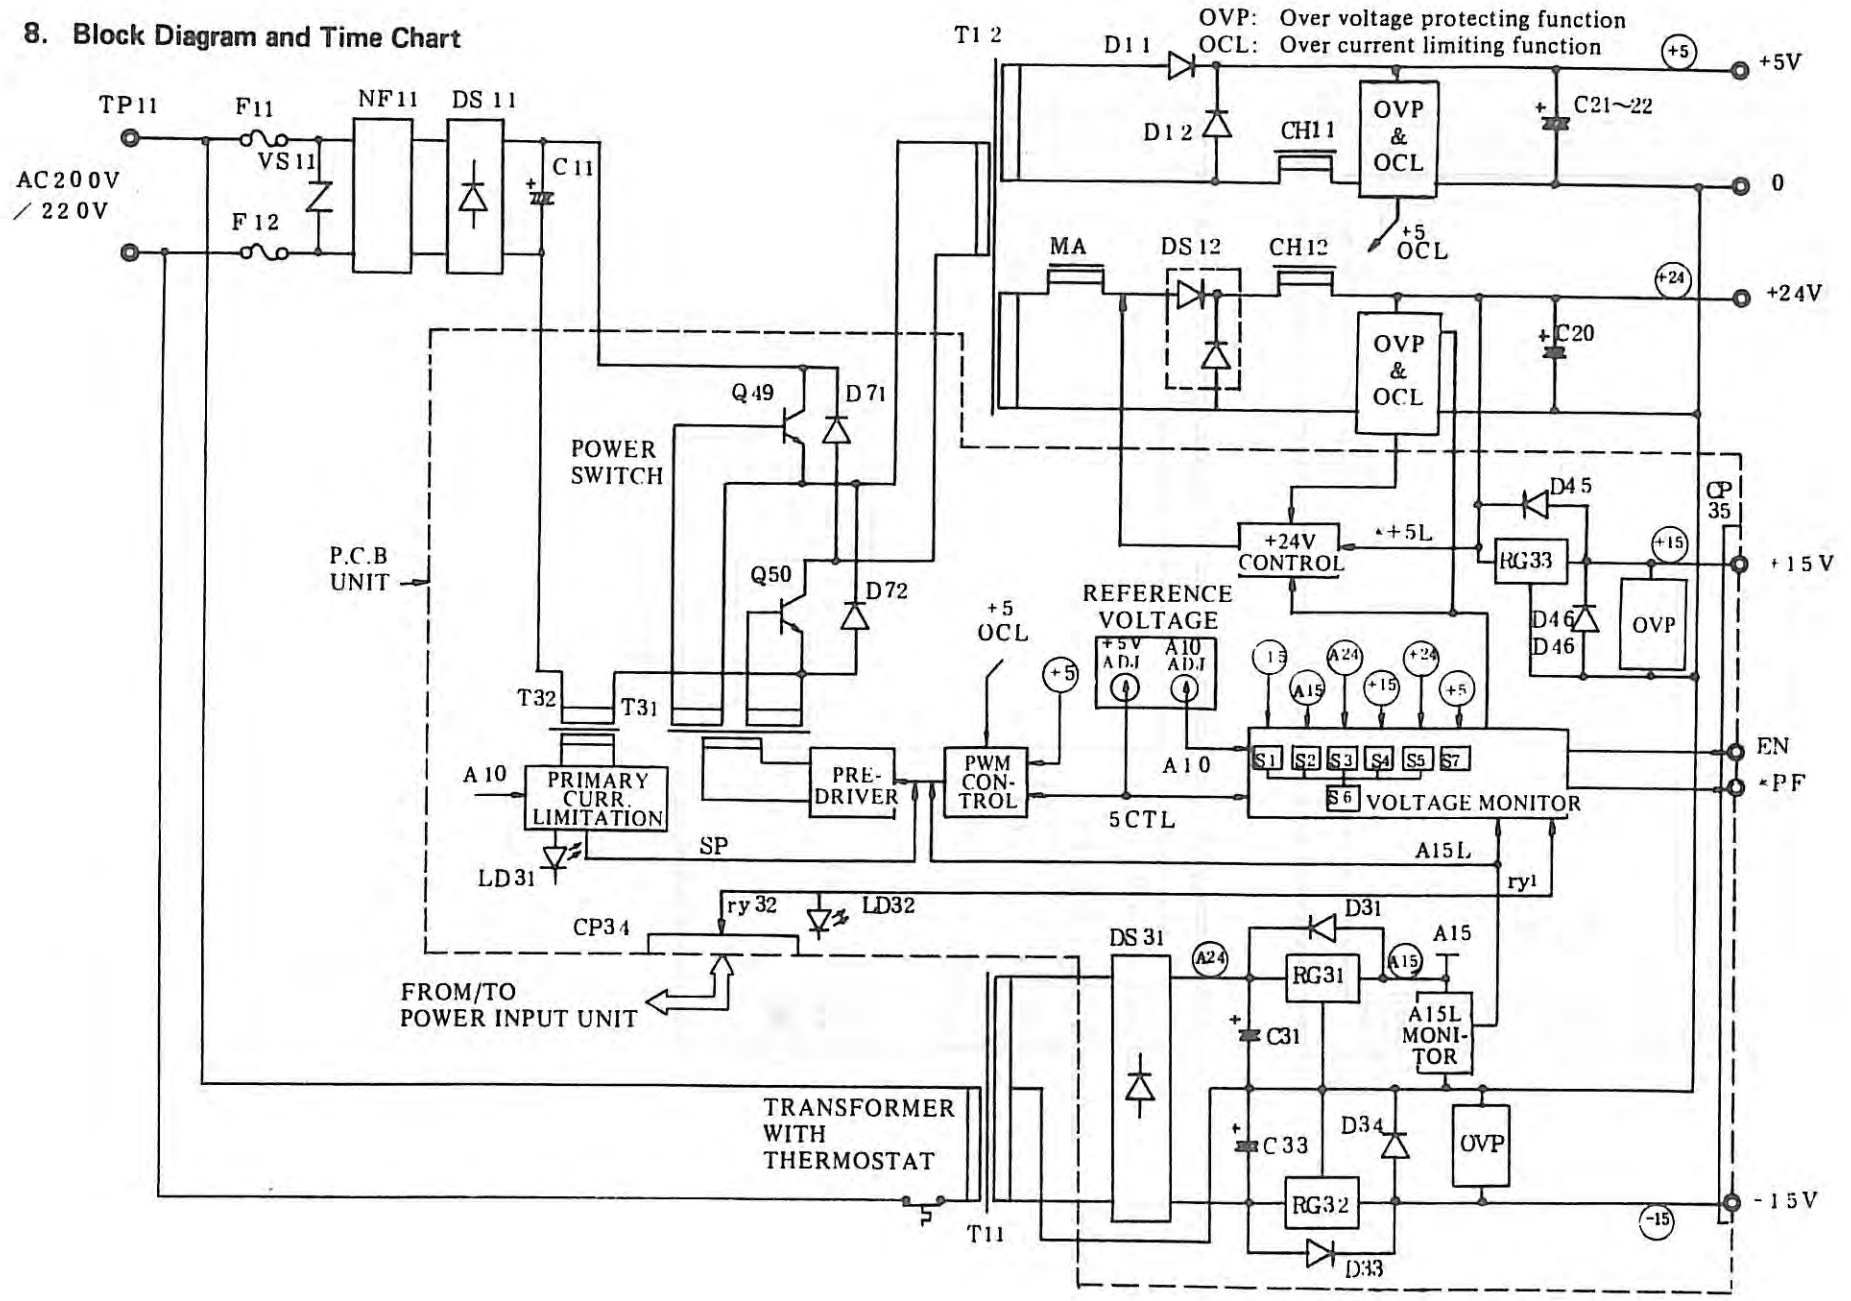 8. Block Diagram and Time Chart
OVP: Over voltage protecting function
OCL: Over current limiting function
T12
D11
+5
+5V
TP11
F11
NF11
DS 11
VS11
C11
D12
CH11
OVP
&
OCL
+
C21~22
AC200V
/ 220V
+
F12
0
+5
OCL
MA
DS12
CH12
+24
+24V
OVP
&
OCL
+
C20
Q49
D71
POWER
SWITCH
D45
CP
35
+24V
CONTROL
*+5L
RG33
+15
+15V
P.C.B
UNIT
Q50
D72
REFERENCE
VOLTAGE
+5
OCL
+5V
ADJ
A10
ADJ
D46
D46
OVP
+5
15
A15
A24
+15
+24
+5
T32
T31
A10
PRIMARY
CURR.
LIMITATION
PRE-
DRIVER
PWM
CON-
TROL
A10
S1
S2
S3
S4
S5
S7
S6
VOLTAGE MONITOR
EN
*PF
5CTL
SP
A15L
LD31
ry1
ry32
LD32
CP34
D31
DS31
A24
A15
A15
RG31
FROM/TO
POWER INPUT UNIT
+
C31
A15L
MONI-
TOR
TRANSFORMER
WITH
THERMOSTAT
+
C33
D34
OVP
RG32
-15V
-15
T11
D33